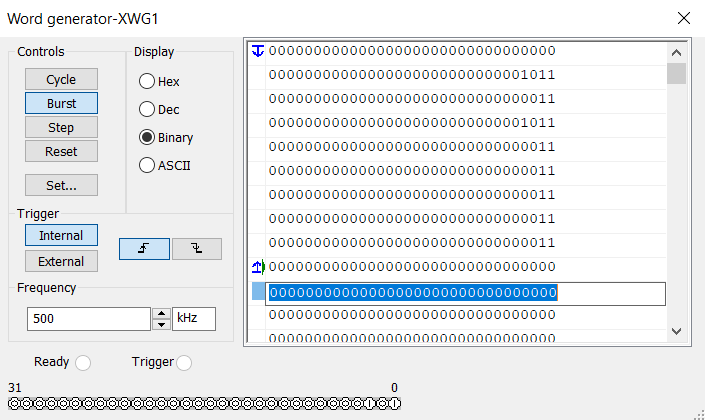 Word generator-XWG1
Controls
Cycle
Burst
Step
Reset
Set...
Display
Hex
Dec
Binary
ASCII
Trigger
Internal
External
Frequency
500
kHz
Ready
Trigger
31
0
00000000000000000000000000000000
00000000000000000000000000001011
00000000000000000000000000000011
00000000000000000000000000001011
00000000000000000000000000000011
00000000000000000000000000000011
00000000000000000000000000000011
00000000000000000000000000000011
00000000000000000000000000000011
00000000000000000000000000000000
00000000000000000000000000000000
00000000000000000000000000000000
00000000000000000000000000000000